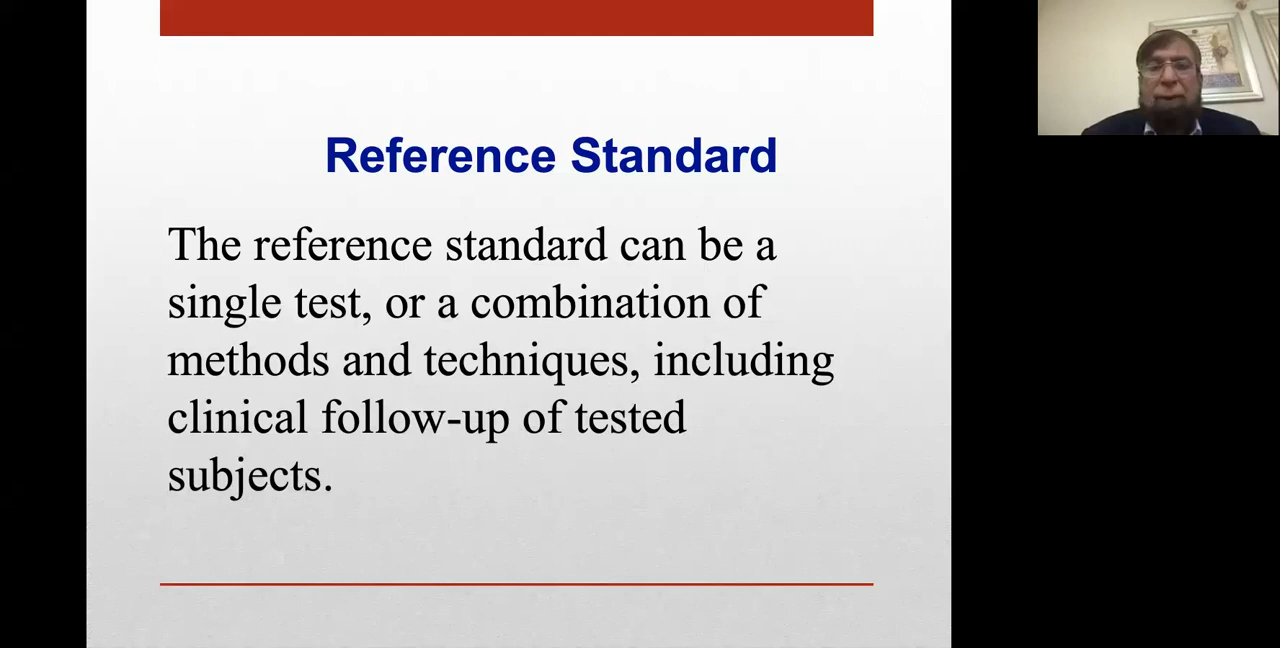 Reference Standard
The reference standard can be a
single test, or a combination of
methods and techniques, including
clinical follow-up of tested
subjects.